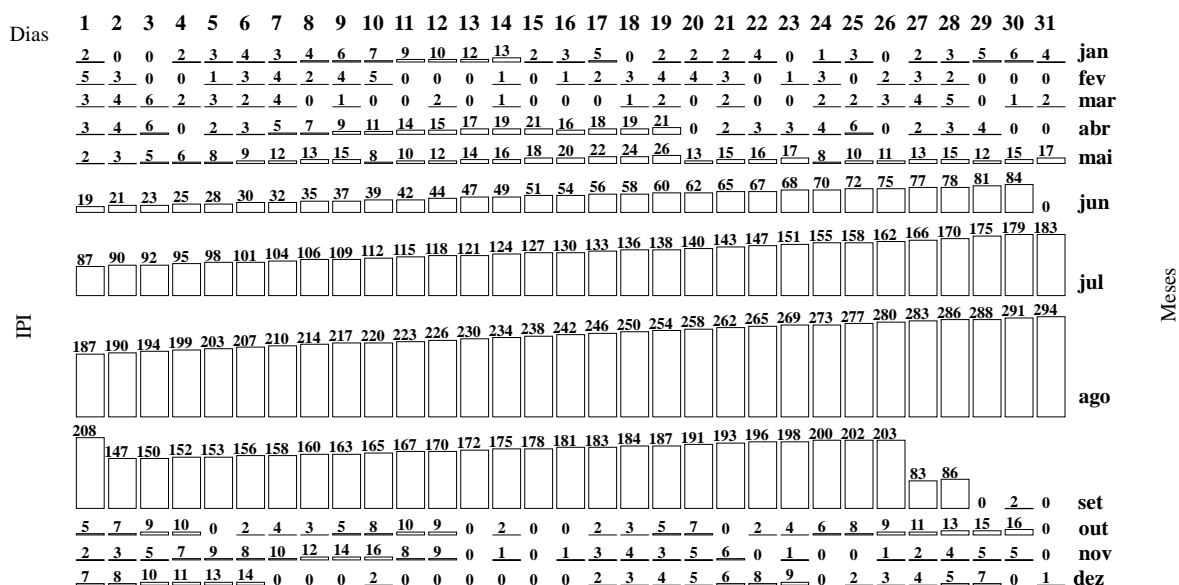 Dias 1 2 3 4 5 6 7 8 9 10 11 12 13 14 15 16 17 18 19 20 21 22 23 24 25 26 27 28 29 30 31
2 0 0 2 3 4 3 4 6 7 9 10 12 13 2 3 5 0 2 2 2 4 0 1 3 0 2 3 5 6 4 jan
5 3 0 0 1 3 4 2 4 5 0 0 0 1 0 1 2 3 4 4 3 0 1 3 0 2 3 2 0 0 0 fev
3 4 6 2 3 2 4 0 1 0 0 2 0 1 0 0 0 1 2 0 2 0 0 2 2 3 4 5 0 1 2 mar
3 4 6 0 2 3 5 7 9 11 14 15 17 19 21 16 18 19 21 0 2 3 3 4 6 0 2 3 4 0 0 abr
2 3 5 6 8 9 12 13 15 8 10 12 14 16 18 20 22 24 26 13 15 16 17 8 10 11 13 15 12 15 17 mai
19 21 23 25 28 30 32 35 37 39 42 44 47 49 51 54 56 58 60 62 65 67 68 70 72 75 77 78 81 84 0 jun
87 90 92 95 98 101 104 106 109 112 115 118 121 124 127 130 133 136 138 140 143 147 151 155 158 162 166 170 175 179 183 jul
IPI
Meses
187 190 194 199 203 207 210 214 217 220 223 226 230 234 238 242 246 250 254 258 262 265 269 273 277 280 283 286 288 291 294 ago
208 147 150 152 153 156 158 160 163 165 167 170 172 175 178 181 183 184 187 191 193 196 198 200 202 203 83 86 0 2 0 set
5 7 9 10 0 2 4 3 5 8 10 9 0 2 0 0 2 3 5 7 0 2 4 6 8 9 11 13 15 16 0 out
2 3 5 7 9 8 10 12 14 16 8 9 0 1 0 1 3 4 3 5 6 0 1 0 0 1 2 4 5 5 0 nov
7 8 10 11 13 14 0 0 0 2 0 0 0 0 0 0 2 3 4 5 6 8 9 0 2 3 4 5 7 0 1 dez